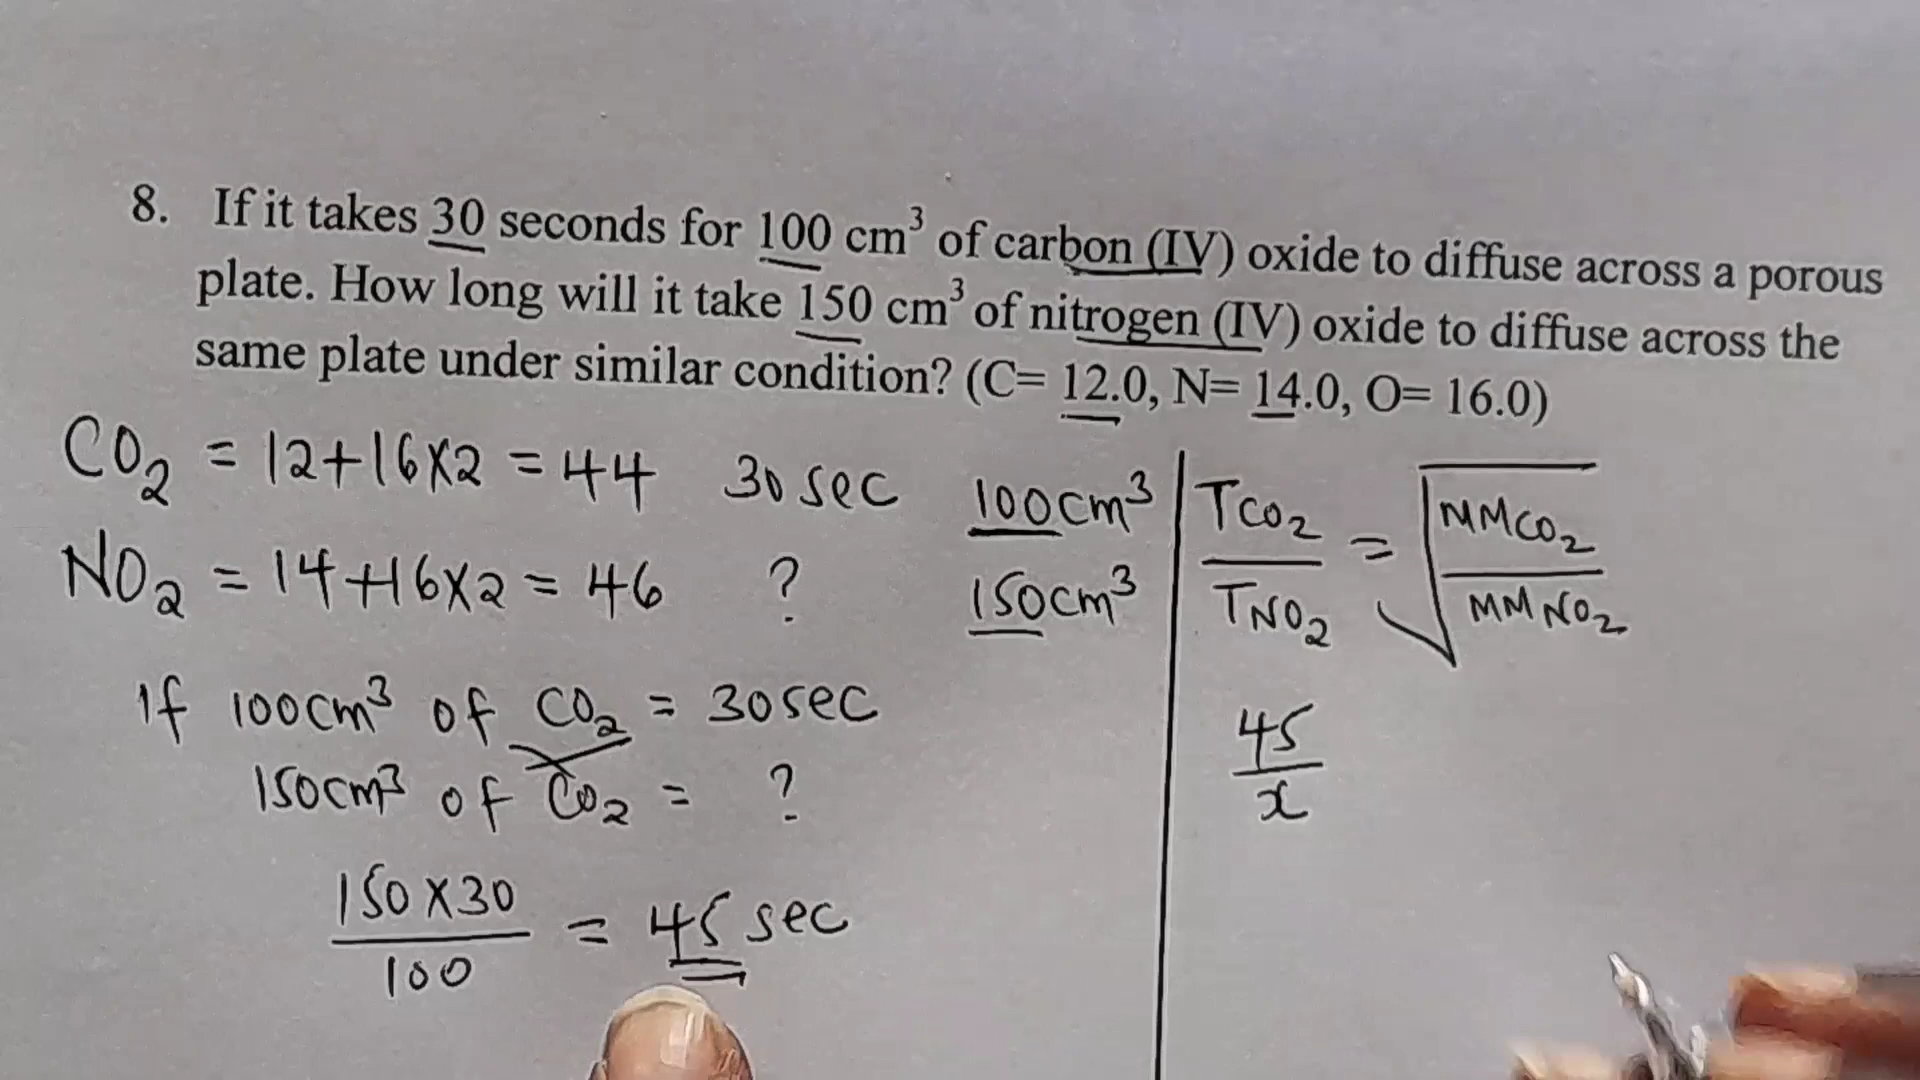 8. If it takes 30 seconds for 100 cm³ of carbon (IV) oxide to diffuse across a porous
plate. How long will it take 150 cm³ of nitrogen (IV) oxide to diffuse across the
same plate under similar condition? (C= 12.0, N= 14.0, O= 16.0)
CO₂ = 12+16x2 = 44 30 sec 100cm³
NO₂ = 14+16x2 = 46 ? 150cm³
If 100cm³ of CO₂ = 30sec
150cm³ of CO₂ = ?
150 x 30
100
= 45 sec
TCO₂
TNO₂
= √
MMCO₂
MMNO₂
45
x